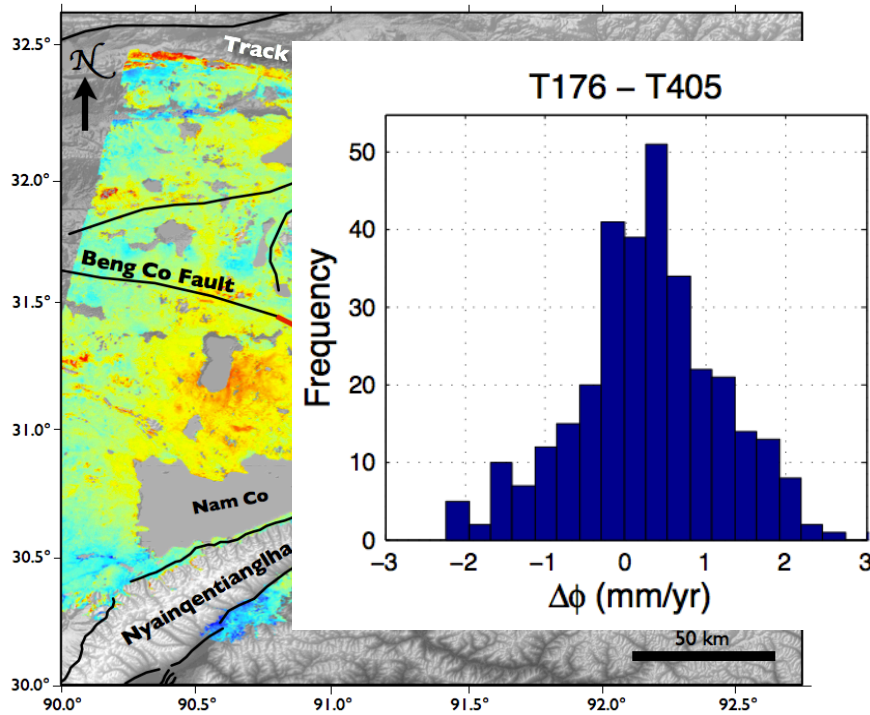 32.5°
32.0°
31.5°
31.0°
30.5°
30.0°
90.0°
90.5°
91.0°
91.5°
92.0°
92.5°
N
Track
Beng Co Fault
Nam Co
Nyainqentianglha
50 km
T176 – T405
Frequency
50
40
30
20
10
0
−3
−2
−1
0
1
2
3
Δϕ (mm/yr)